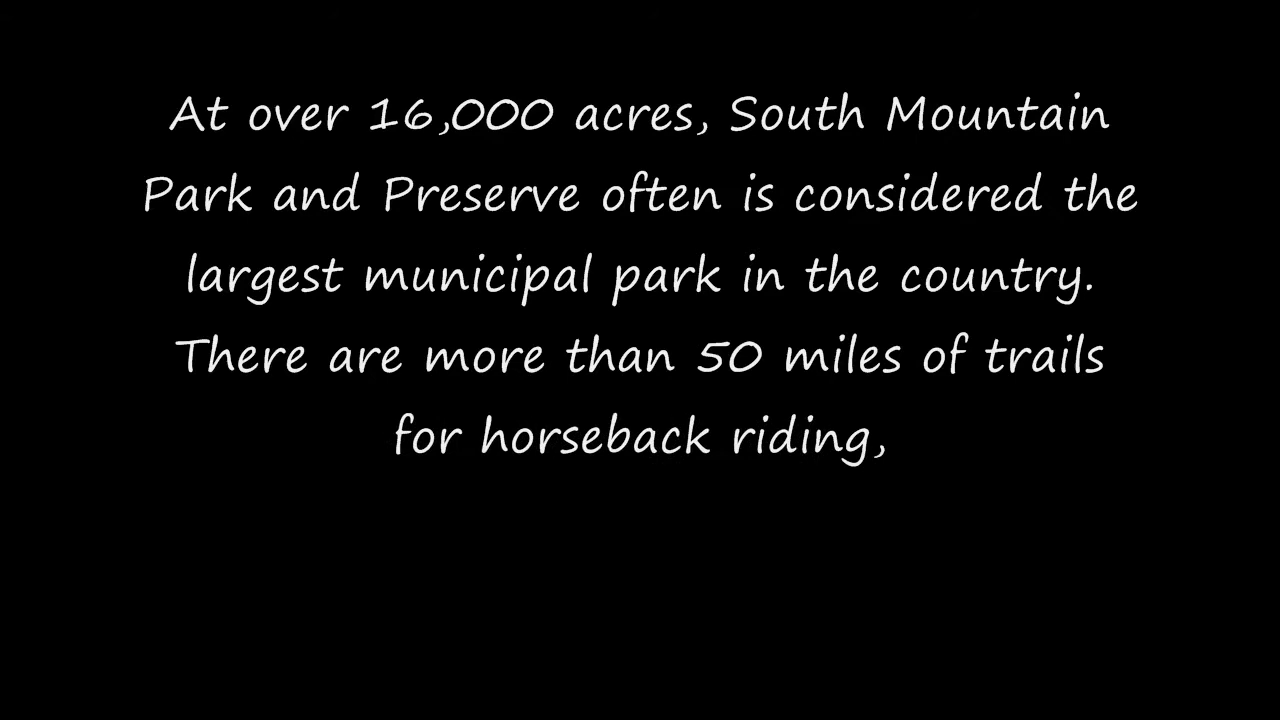 At over 16,000 acres, South Mountain
Park and Preserve often is considered the
largest municipal park in the country.
There are more than 50 miles of trails
for horseback riding,